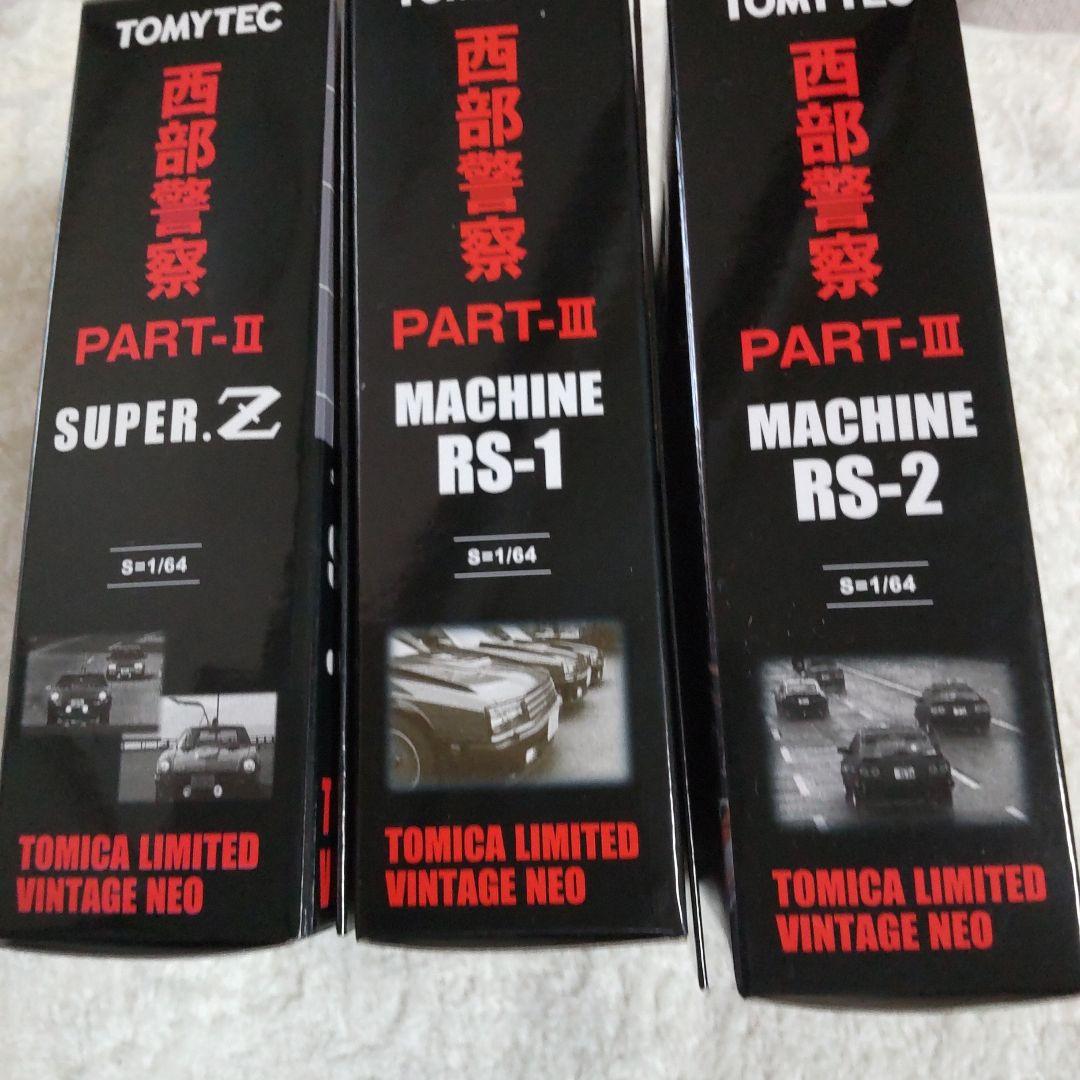 TOMYTEC
西部警察
PART-II
SUPER.Z
S=1/64
TOMICA LIMITED
VINTAGE NEO
TOMYTEC
西部警察
PART-III
MACHINE
RS-1
S=1/64
TOMICA LIMITED
VINTAGE NEO
TOMYTEC
西部警察
PART-III
MACHINE
RS-2
S=1/64
TOMICA LIMITED
VINTAGE NEO